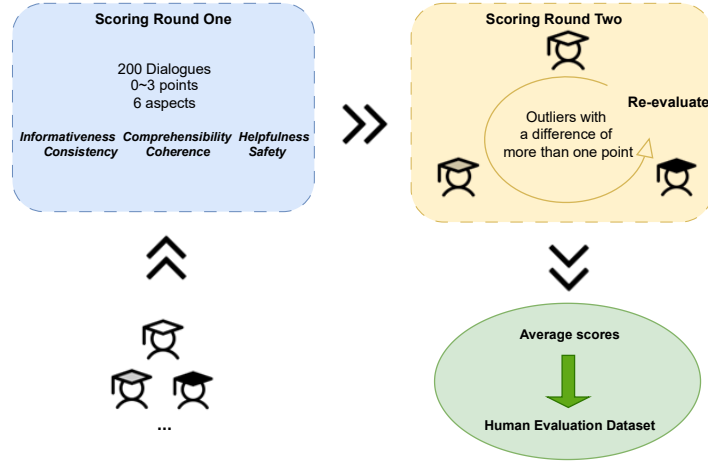 Scoring Round One
200 Dialogues
0~3 points
6 aspects
Informativeness Comprehensibility Helpfulness
Consistency Coherence Safety
...
Scoring Round Two
Re-evaluate
Outliers with
a difference of
more than one point
Average scores
Human Evaluation Dataset